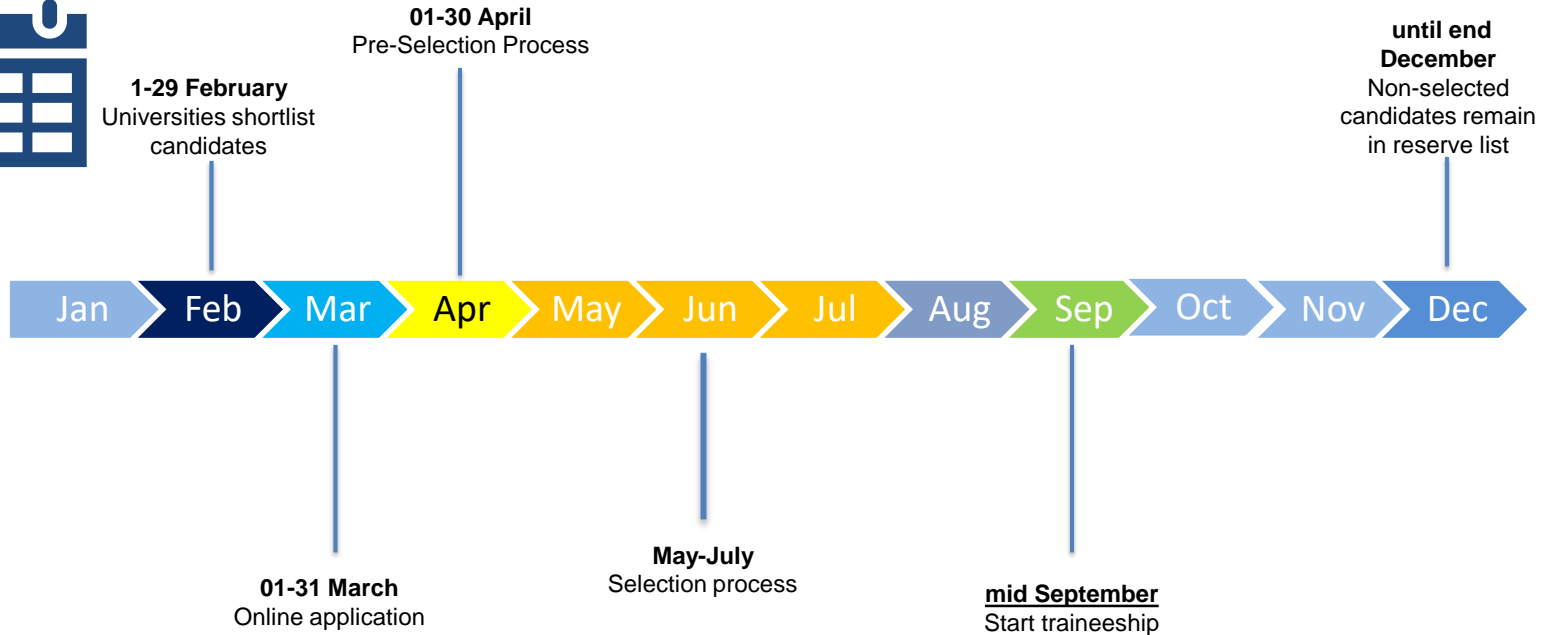 01-30 April
Pre-Selection Process
until end
December
Non-selected
candidates remain
in reserve list
1-29 February
Universities shortlist
candidates
Jan
Feb
Mar
Apr
May
Jun
Jul
Aug
Sep
Oct
Nov
Dec
01-31 March
Online application
May-July
Selection process
mid September
Start traineeship